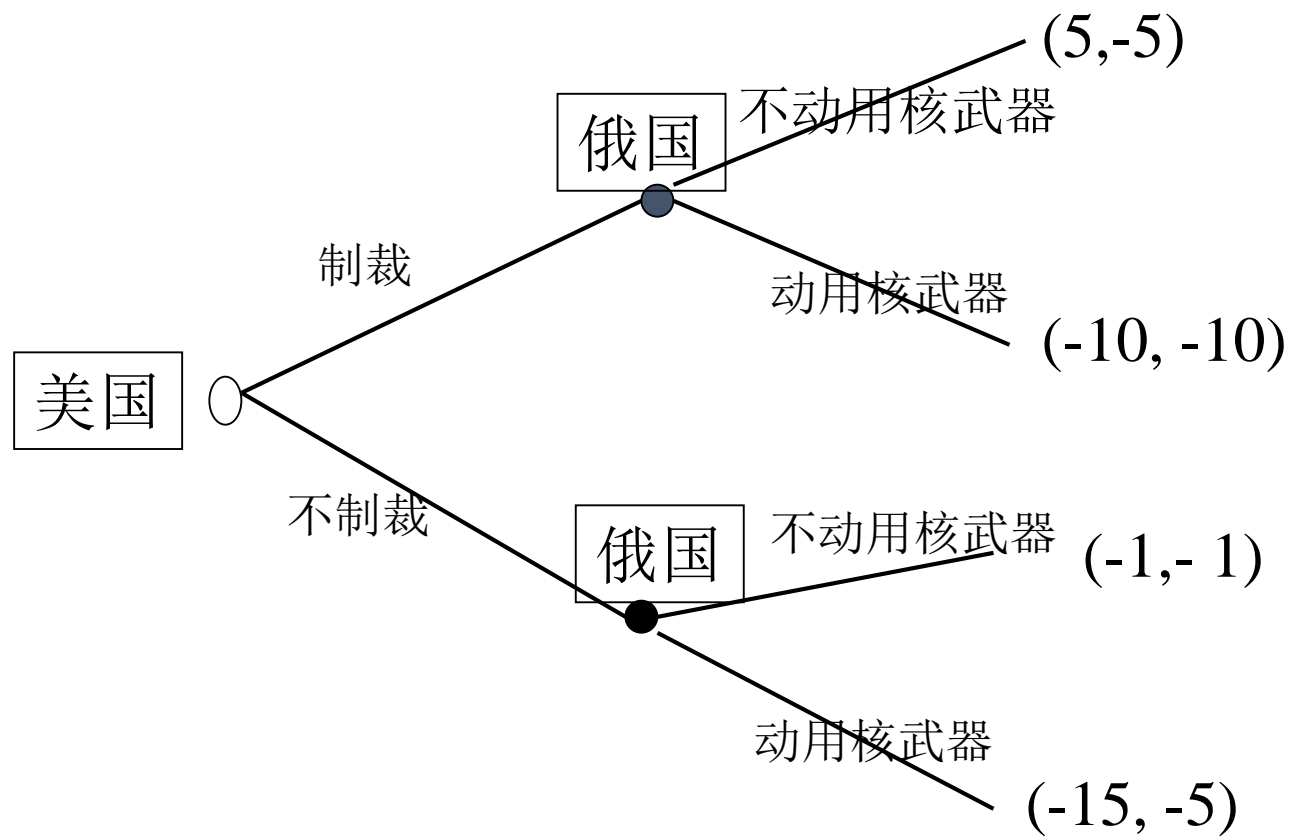 (5,-5)
不动用核武器
俄国
制裁
动用核武器
(-10, -10)
美国
不制裁
俄国
不动用核武器
(-1,- 1)
动用核武器
(-15, -5)